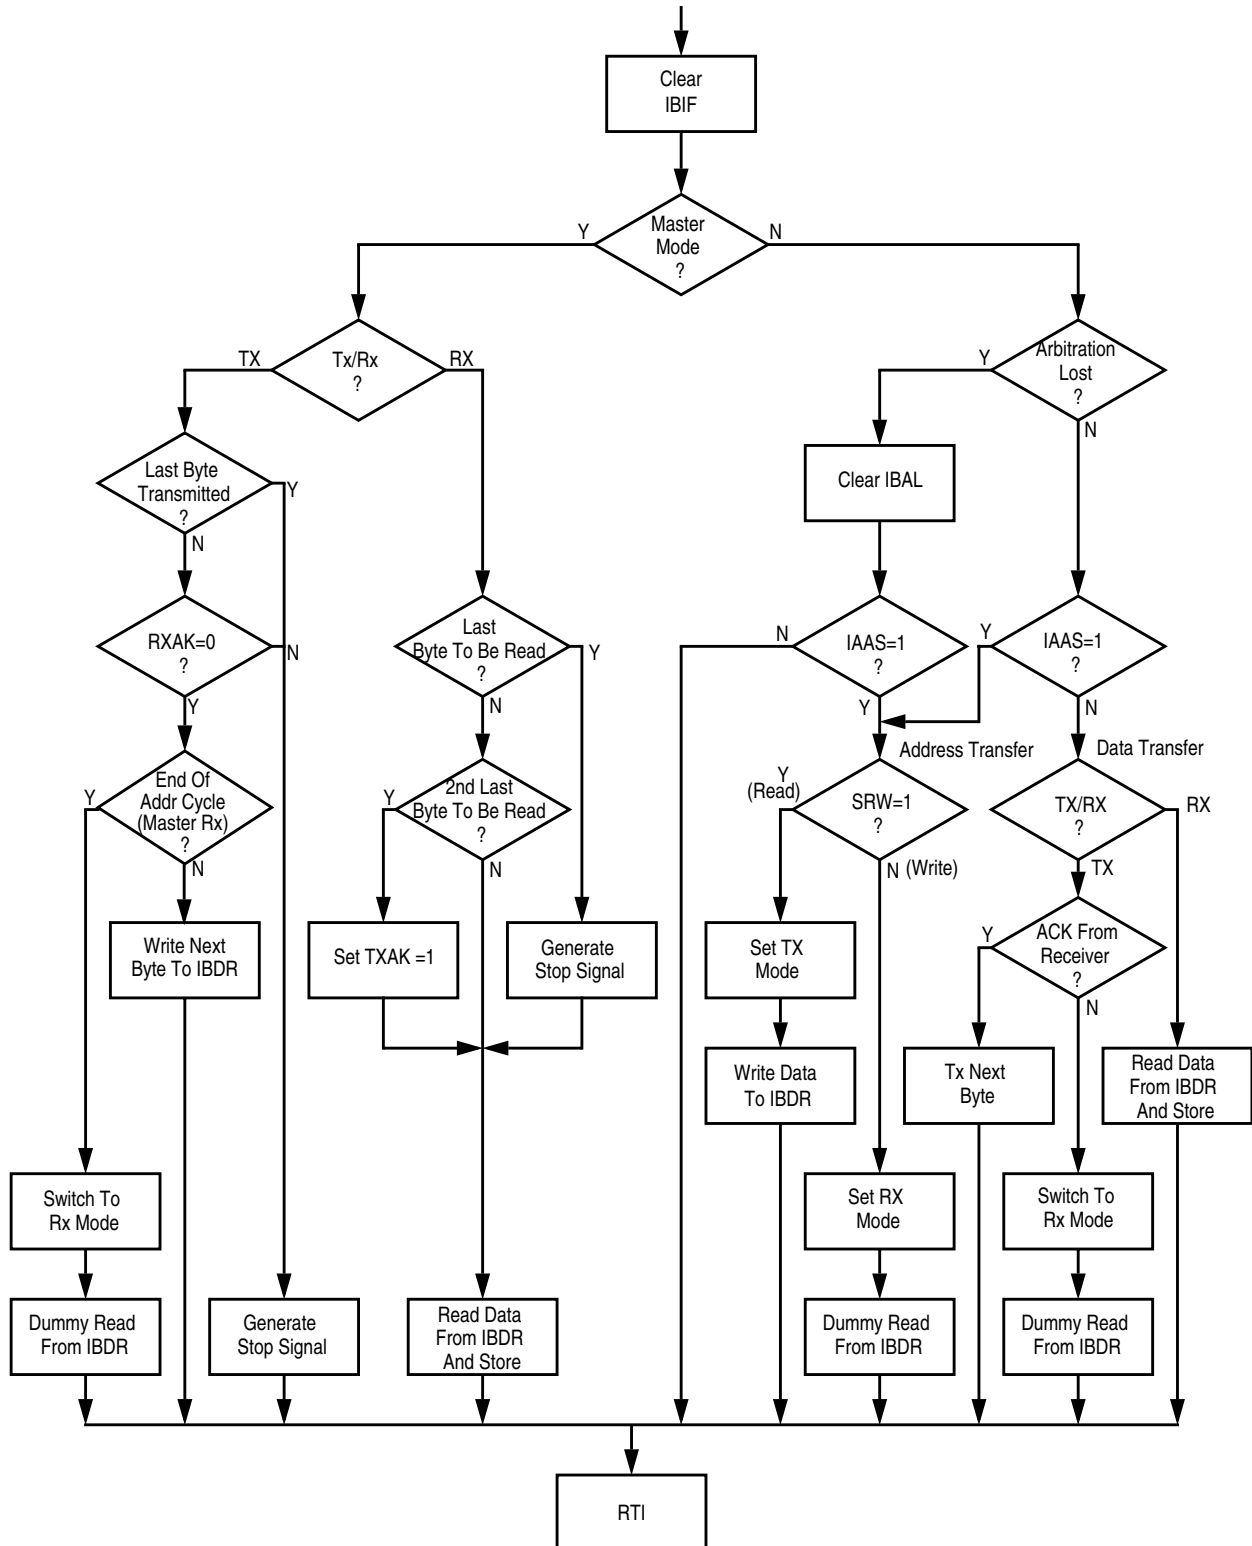 Clear
IBIF
Master
Mode
?
Y
N
Tx/Rx
?
TX
RX
Arbitration
Lost
?
Y
N
Last Byte
Transmitted
?
Y
N
Clear IBAL
RXAK=0
?
N
Y
Last
Byte To Be Read
?
Y
N
IAAS=1
?
N
Y
IAAS=1
?
Y
N
Address Transfer
Data Transfer
End Of
Addr Cycle
(Master Rx)
?
Y
N
2nd Last
Byte To Be Read
?
Y
N
Y
(Read)
SRW=1
?
N (Write)
TX/RX
?
RX
TX
Write Next
Byte To IBDR
Set TXAK =1
Generate
Stop Signal
Set TX
Mode
ACK From
Receiver
?
Y
N
Write Data
To IBDR
Tx Next
Byte
Read Data
From IBDR
And Store
Switch To
Rx Mode
Set RX
Mode
Switch To
Rx Mode
Dummy Read
From IBDR
Generate
Stop Signal
Read Data
From IBDR
And Store
Dummy Read
From IBDR
Dummy Read
From IBDR
RTI